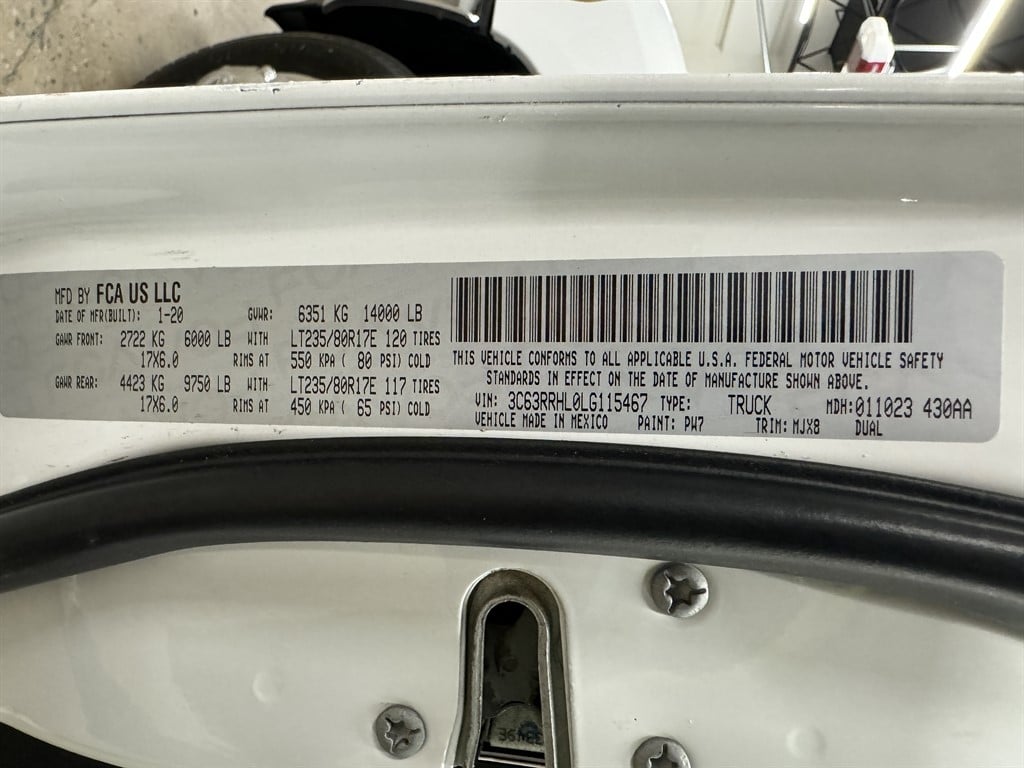 MFD BY FCA US LLC
DATE OF MFR(BUILT): 1-20 GVWR: 6351 KG 14000 LB
GAWR FRONT: 2722 KG 6000 LB WITH LT235/80R17E 120 TIRES
17X6.0 RIMS AT 550 KPA ( 80 PSI) COLD
GAWR REAR: 4423 KG 9750 LB WITH LT235/80R17E 117 TIRES
17X6.0 RIMS AT 450 KPA ( 65 PSI) COLD
THIS VEHICLE CONFORMS TO ALL APPLICABLE U.S.A. FEDERAL MOTOR VEHICLE SAFETY
STANDARDS IN EFFECT ON THE DATE OF MANUFACTURE SHOWN ABOVE.
VIN: 3C63RRHL0LG115467 TYPE: TRUCK MDH:011023 430AA
VEHICLE MADE IN MEXICO PAINT: PW7 TRIM: MJX8 DUAL